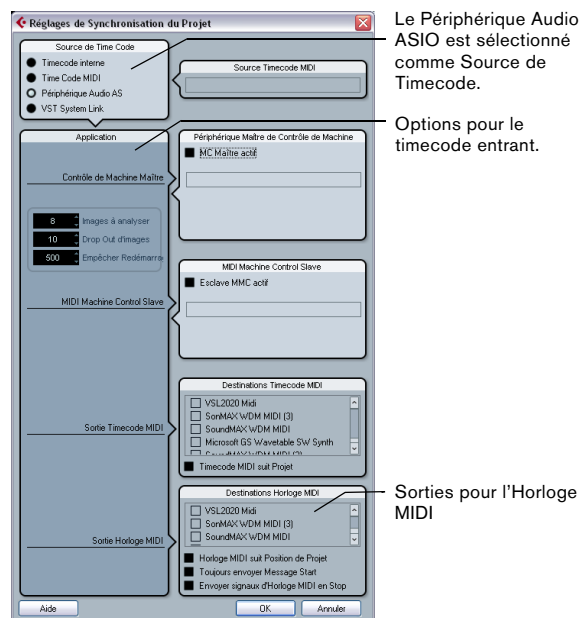 Réglages de Synchronisation du Projet
Source de Time Code
Timecode interne
Time Code MIDI
Périphérique Audio AS
VST System Link
Source Timecode MIDI
Application
Contrôle de Machine Maître
8 Images à analyser
10 Drop Out d'images
500 Empêcher Redémarra
MIDI Machine Control Slave
Sortie Timecode MIDI
Sortie Horloge MIDI
Périphérique Maître de Contrôle de Machine
MC Maître actif
MIDI Machine Control Slave
Esclave MMC actif
Destinations Timecode MIDI
VSL2020 Midi
SonMAX WDM MIDI (3)
SoundMAX WDM MIDI
Microsoft GS Wavetable SW Synth
SoundMAX WDM MIDI (2)
Timecode MIDI suit Projet
Destinations Horloge MIDI
VSL2020 Midi
SonMAX WDM MIDI (3)
SoundMAX WDM MIDI
Horloge MIDI suit Position de Projet
Toujours envoyer Message Start
Envoyer signaux d'Horloge MIDI en Stop
Aide
OK
Annuler
Le Périphérique Audio
ASIO est sélectionné
comme Source de
Timecode.
Options pour le
timecode entrant.
Sorties pour l'Horloge
MIDI